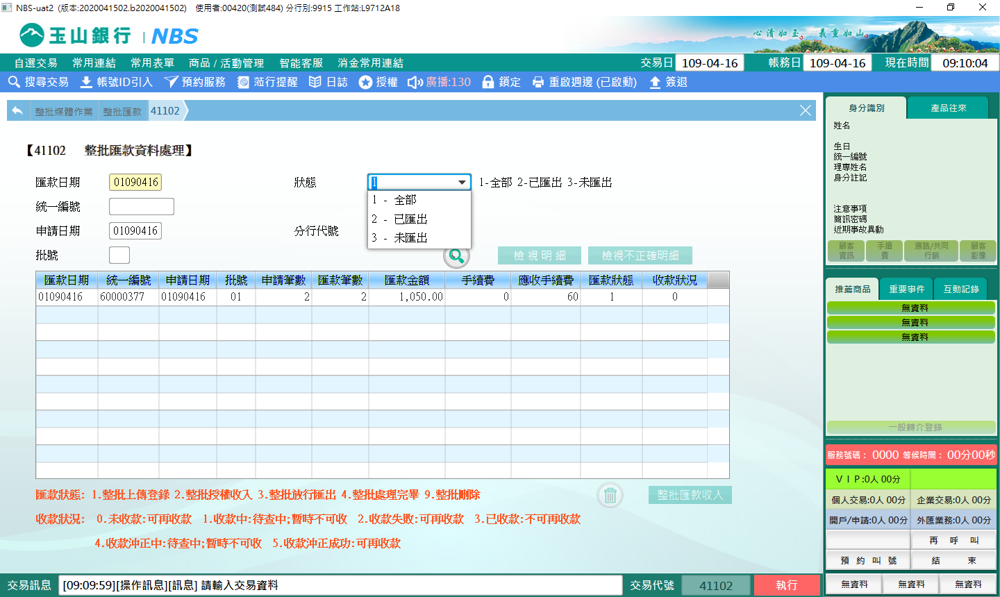 NBS-uat2 (版本:2020041502.b2020041502) 使用者:00420(測試484) 分行別:9915 工作站:L9712A18
玉山銀行 | NBS
心清如玉。 義重如山。
自選交易 常用連結 常用表單 商品 / 活動管理 智能客服 消金常用連結 交易日 109-04-16 帳務日 109-04-16 現在時間 09:10:04
搜尋交易 帳號ID引入 預約服務 蒞行提醒 日誌 授權 廣播:130 鎖定 重啟週邊 (已啟動) 簽退
整批媒體作業 整批匯款 41102
【41102 整批匯款資料處理】
匯款日期 01090416 狀態 1 1-全部 2-已匯出 3-未匯出
1 - 全部
統一編號
2 - 已匯出
申請日期 01090416 分行代號
3 - 未匯出
批號 檢 視 明 細 檢視不正確明細
匯款日期 統一編號 申請日期 批號 申請筆數 匯款筆數 匯款金額 手續費 應收手續費 匯款狀態 收款狀況
01090416 60000377 01090416 01 2 2 1,050.00 0 60 1 0
匯款狀態: 1.整批上傳登錄 2.整批授權收入 3.整批放行匯出 4.整批處理完畢 9.整批刪除
整批匯款收入
收款狀況: 0.未收款:可再收款 1.收款中:待查中;暫時不可收 2.收款失敗:可再收款 3.已收款:不可再收款
4.收款沖正中:待查中;暫時不可收 5.收款沖正成功:可再收款
交易訊息 [09:09:59][操作訊息][訊息] 請輸入交易資料 交易代號 41102 執行
身分識別 產品往來
姓名
生日
統一編號
理專姓名
身分註記
注意事項
簡訊密碼
近期事故異動
顧客資訊 手續費 通路/共同行銷 顧客影像
推薦商品 重要事件 互動記錄
無資料
無資料
無資料
一般轉介登錄
服務號碼: 0000 等候時間: 00分00秒
V I P:0人 00分
個人交易:0人 00分 企業交易:0人 00分
開戶/申請:0人 00分 外匯業務:0人 00分
再 呼 叫
預 約 叫 號 結 束
無資料 無資料 無資料